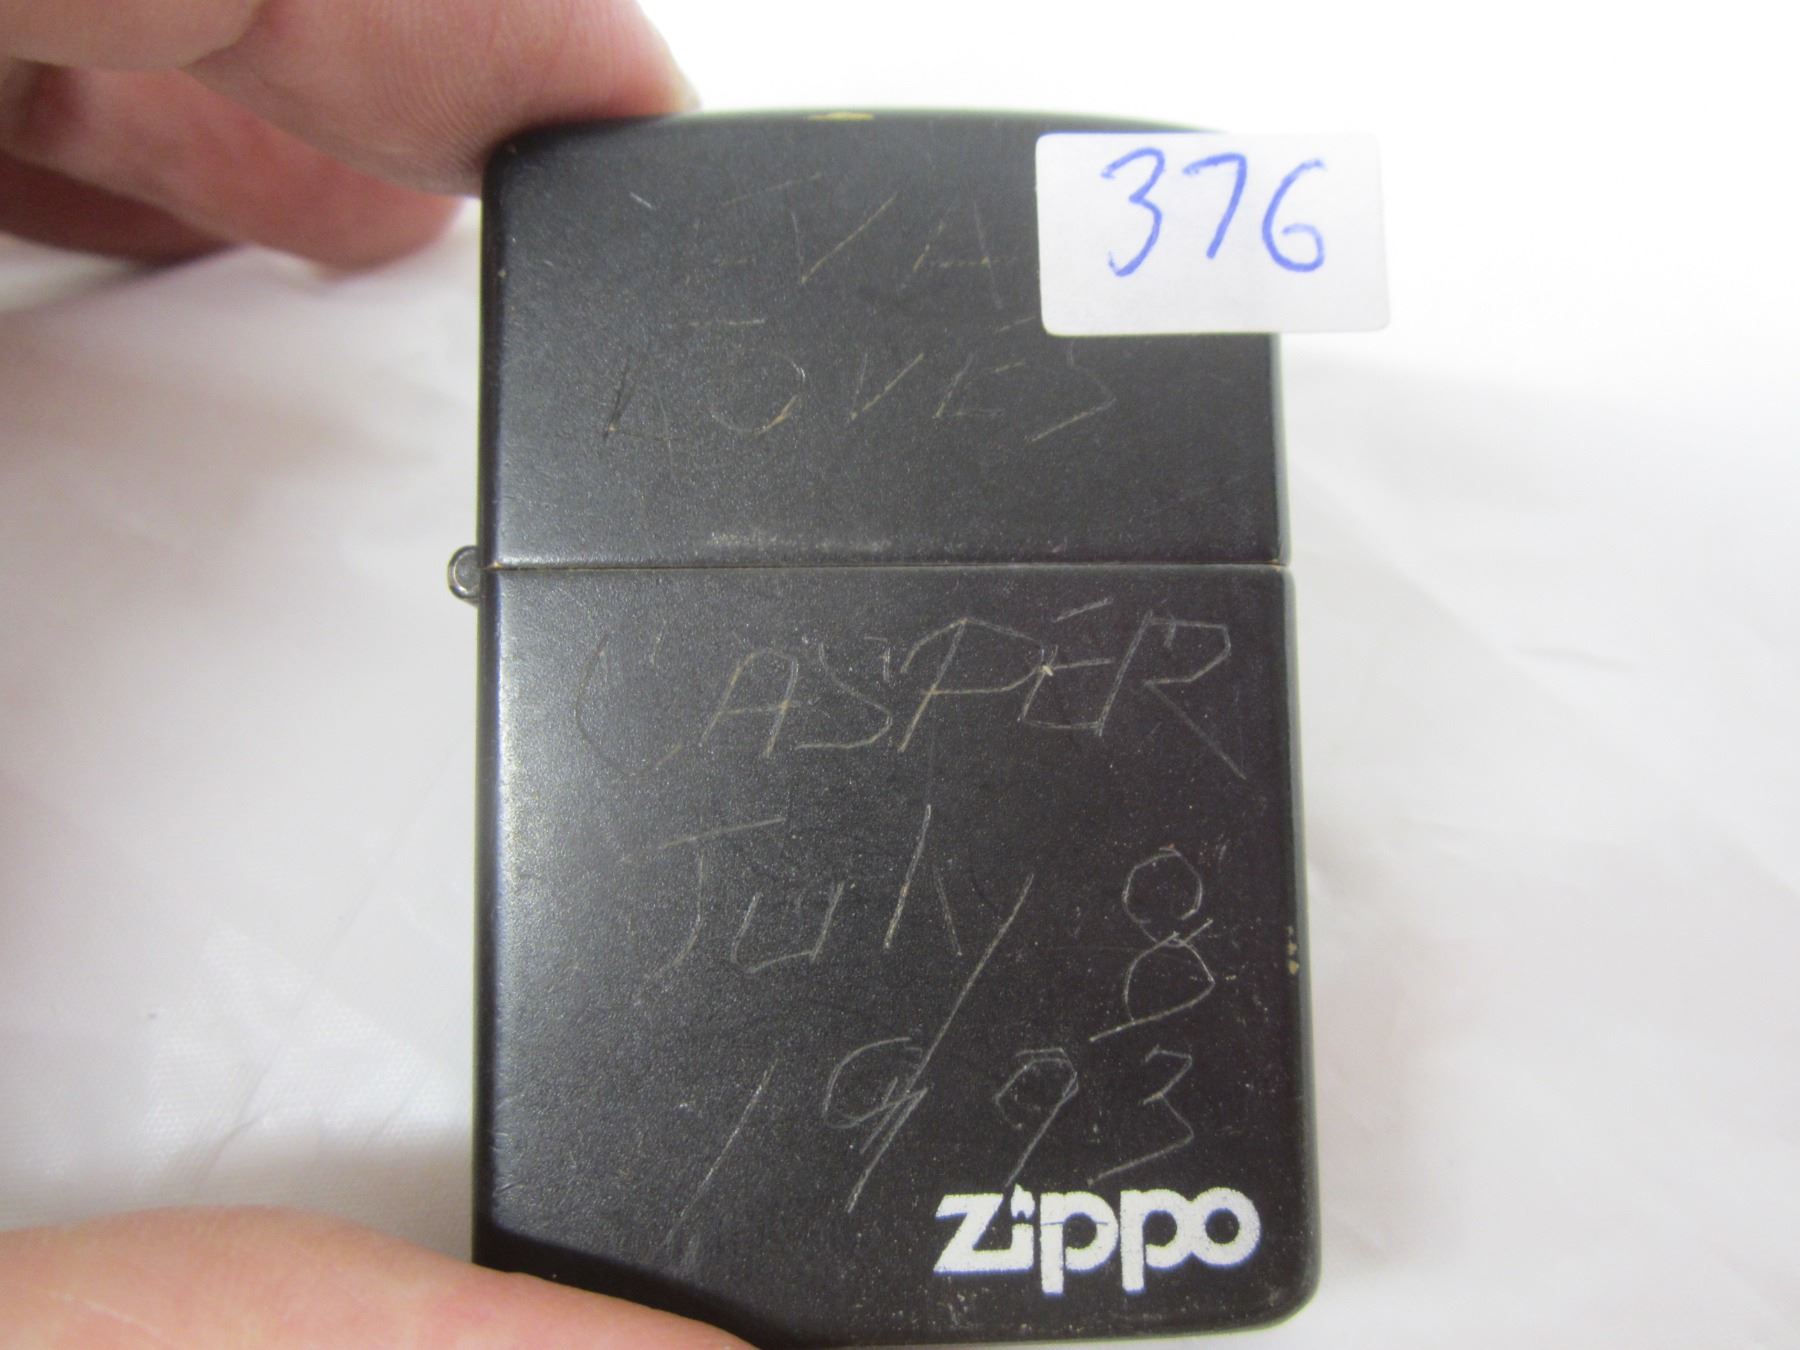 376
EVA
LOVES
CASPER
July 8
1993
zippo